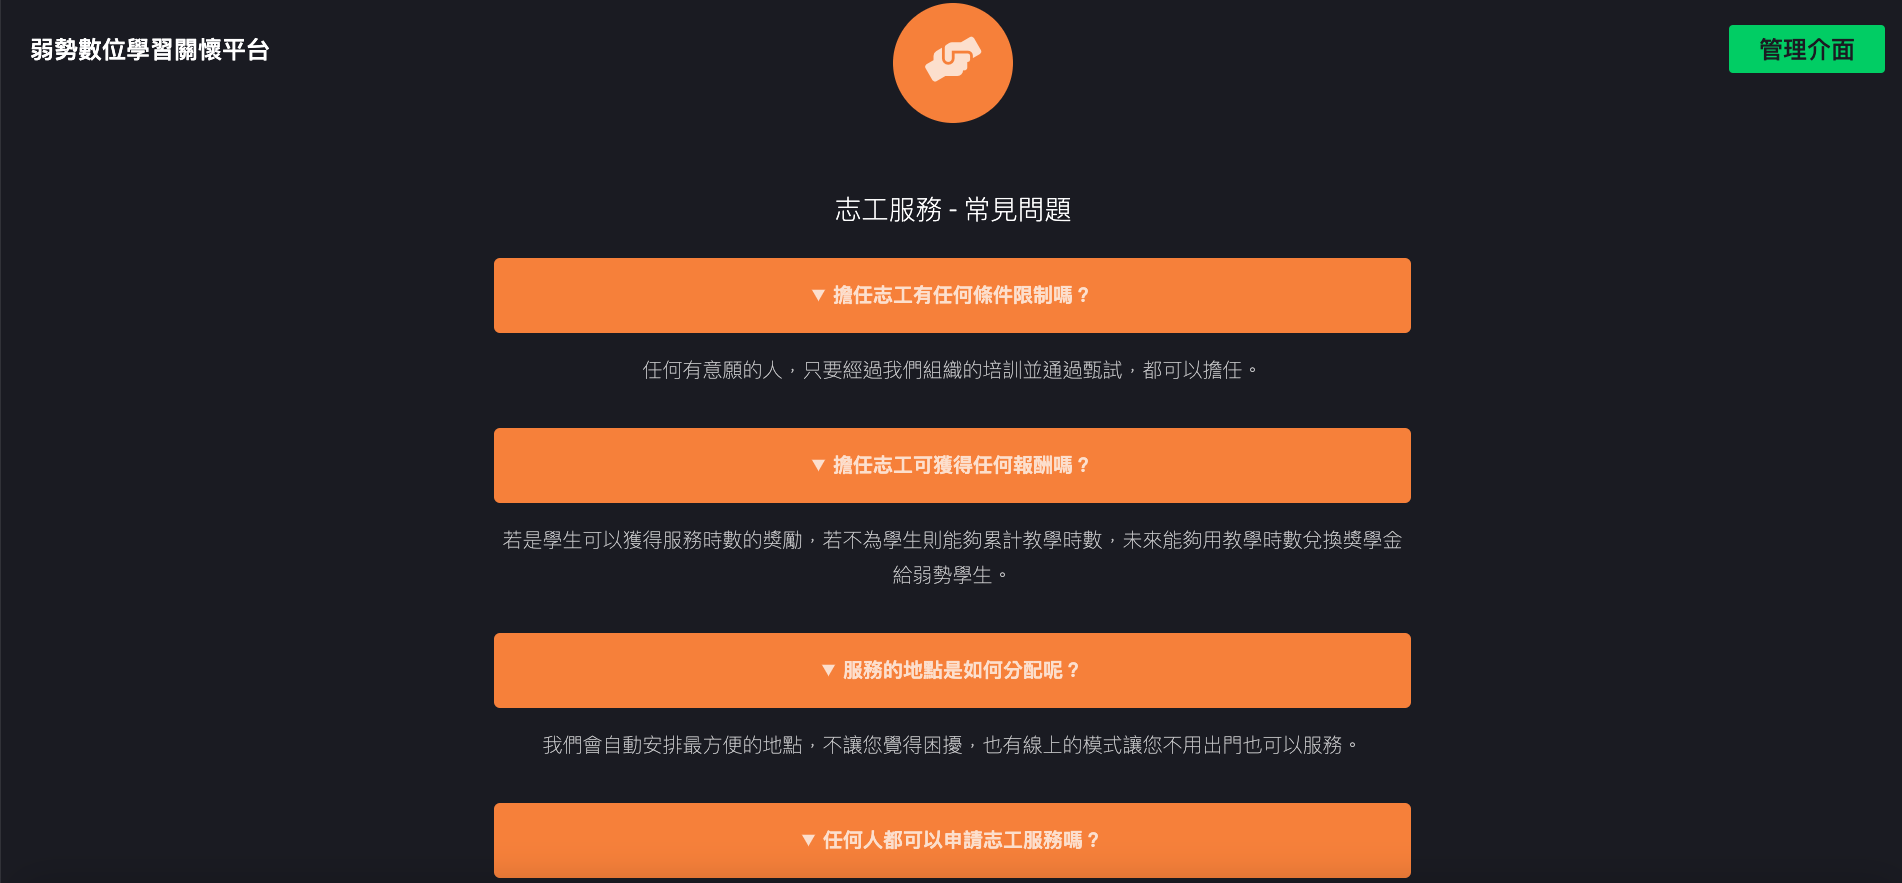 弱勢數位學習關懷平台
管理介面
志工服務 - 常見問題
▼ 擔任志工有任何條件限制嗎？
任何有意願的人，只要經過我們組織的培訓並通過甄試，都可以擔任。
▼ 擔任志工可獲得任何報酬嗎？
若是學生可以獲得服務時數的獎勵，若不為學生則能夠累計教學時數，未來能夠用教學時數兌換獎學金
給弱勢學生。
▼ 服務的地點是如何分配呢？
我們會自動安排最方便的地點，不讓您覺得困擾，也有線上的模式讓您不用出門也可以服務。
▼ 任何人都可以申請志工服務嗎？